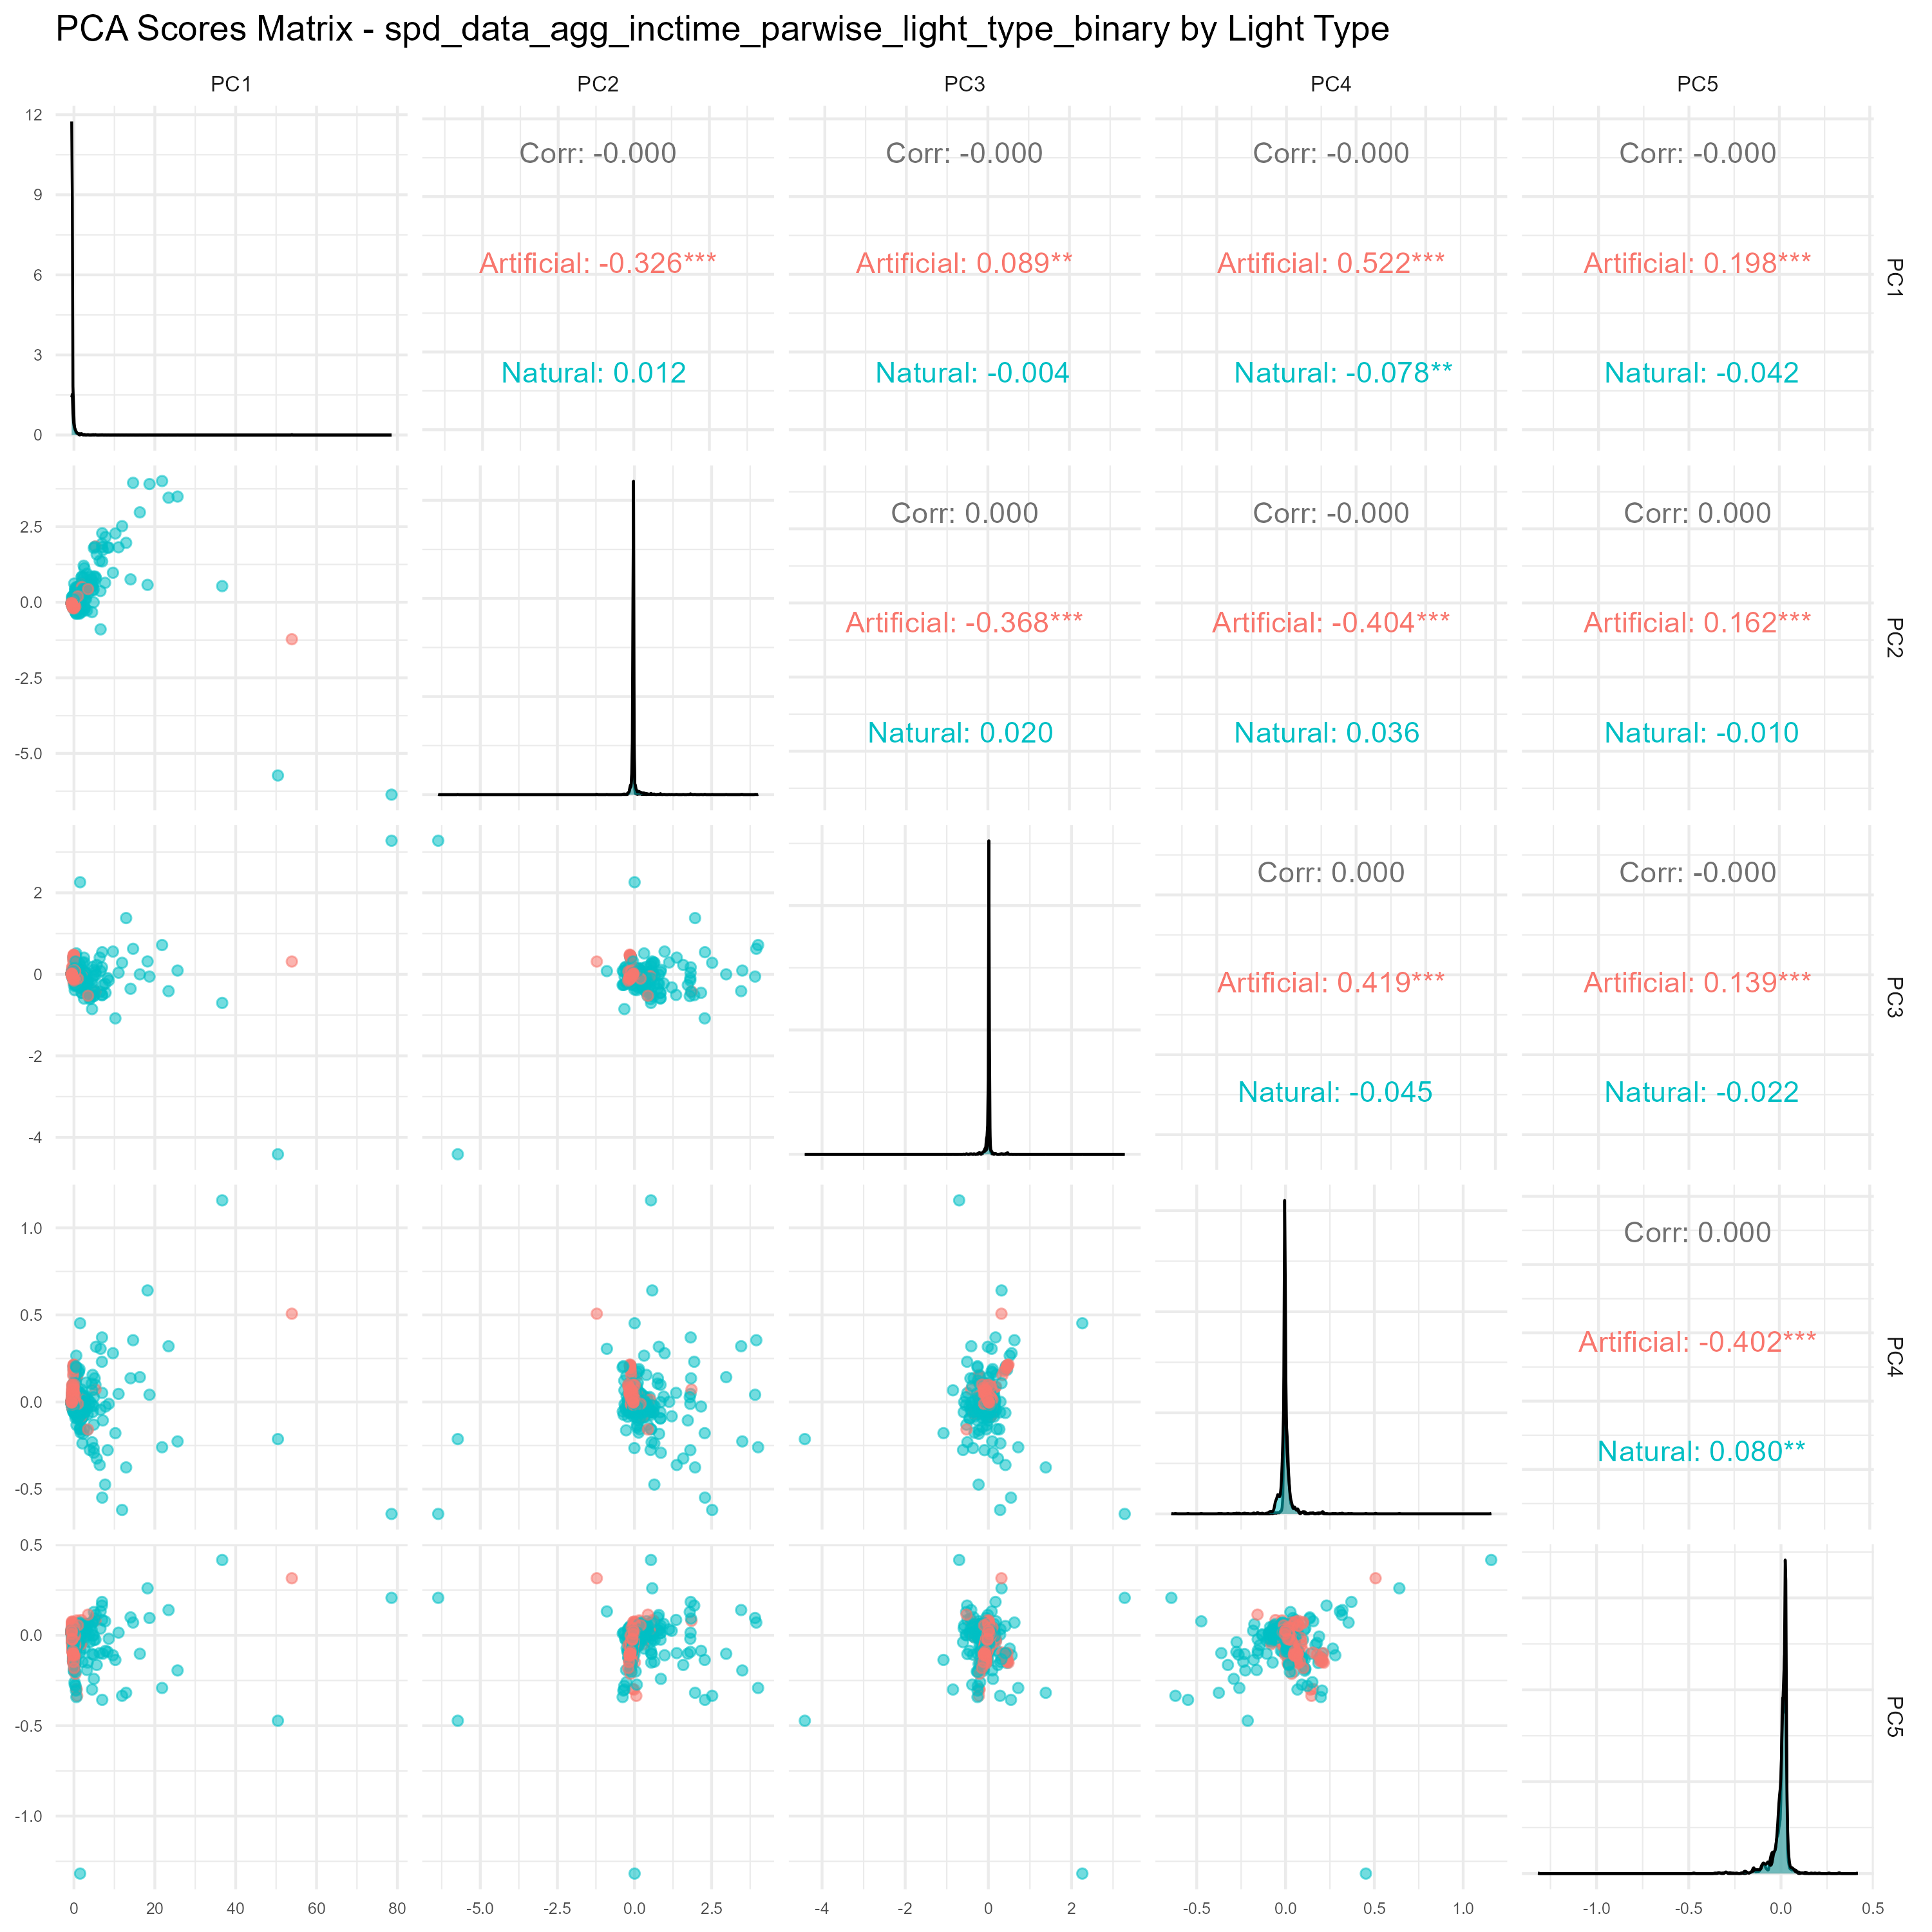 PCA Scores Matrix - spd_data_agg_inctime_parwise_light_type_binary by Light Type
PC1 PC2 PC3 PC4 PC5
12
9
6
3
0
Corr: -0.000
Artificial: -0.326***
Natural: 0.012
Corr: -0.000
Artificial: 0.089**
Natural: -0.004
Corr: -0.000
Artificial: 0.522***
Natural: -0.078**
Corr: -0.000
Artificial: 0.198***
Natural: -0.042
PC1
2.5
0.0
-2.5
-5.0
Corr: 0.000
Artificial: -0.368***
Natural: 0.020
Corr: -0.000
Artificial: -0.404***
Natural: 0.036
Corr: 0.000
Artificial: 0.162***
Natural: -0.010
PC2
2
0
-2
-4
Corr: 0.000
Artificial: 0.419***
Natural: -0.045
Corr: -0.000
Artificial: 0.139***
Natural: -0.022
PC3
1.0
0.5
0.0
-0.5
Corr: 0.000
Artificial: -0.402***
Natural: 0.080**
PC4
0.5
0.0
-0.5
-1.0
PC5
0 20 40 60 80
-5.0 -2.5 0.0 2.5
-4 -2 0 2
-0.5 0.0 0.5 1.0
-1.0 -0.5 0.0 0.5